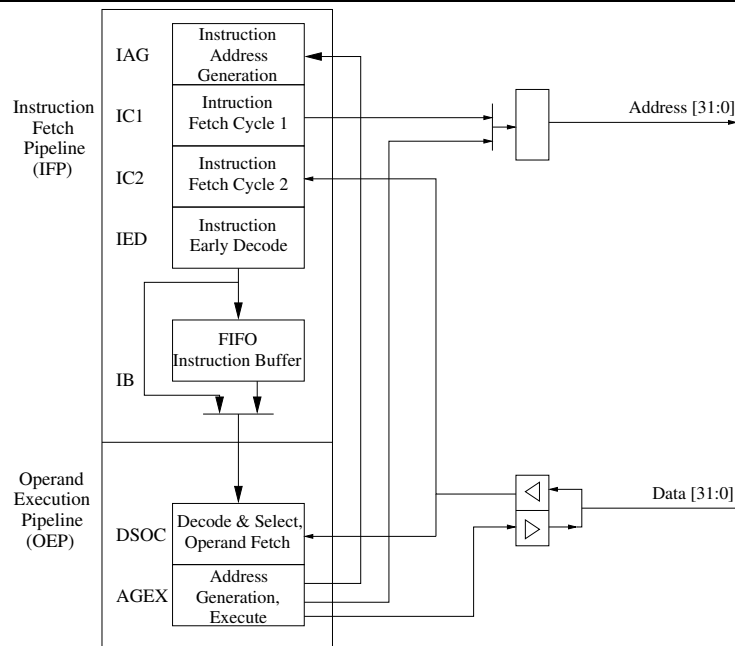 IAG
Instruction
Address
Generation
Instruction
Fetch
Pipeline
(IFP)
IC1
Intruction
Fetch Cycle 1
Address [31:0]
IC2
Instruction
Fetch Cycle 2
IED
Instruction
Early Decode
FIFO
Instruction Buffer
IB
Operand
Execution
Pipeline
(OEP)
DSOC
Decode & Select,
Operand Fetch
Data [31:0]
AGEX
Address
Generation,
Execute